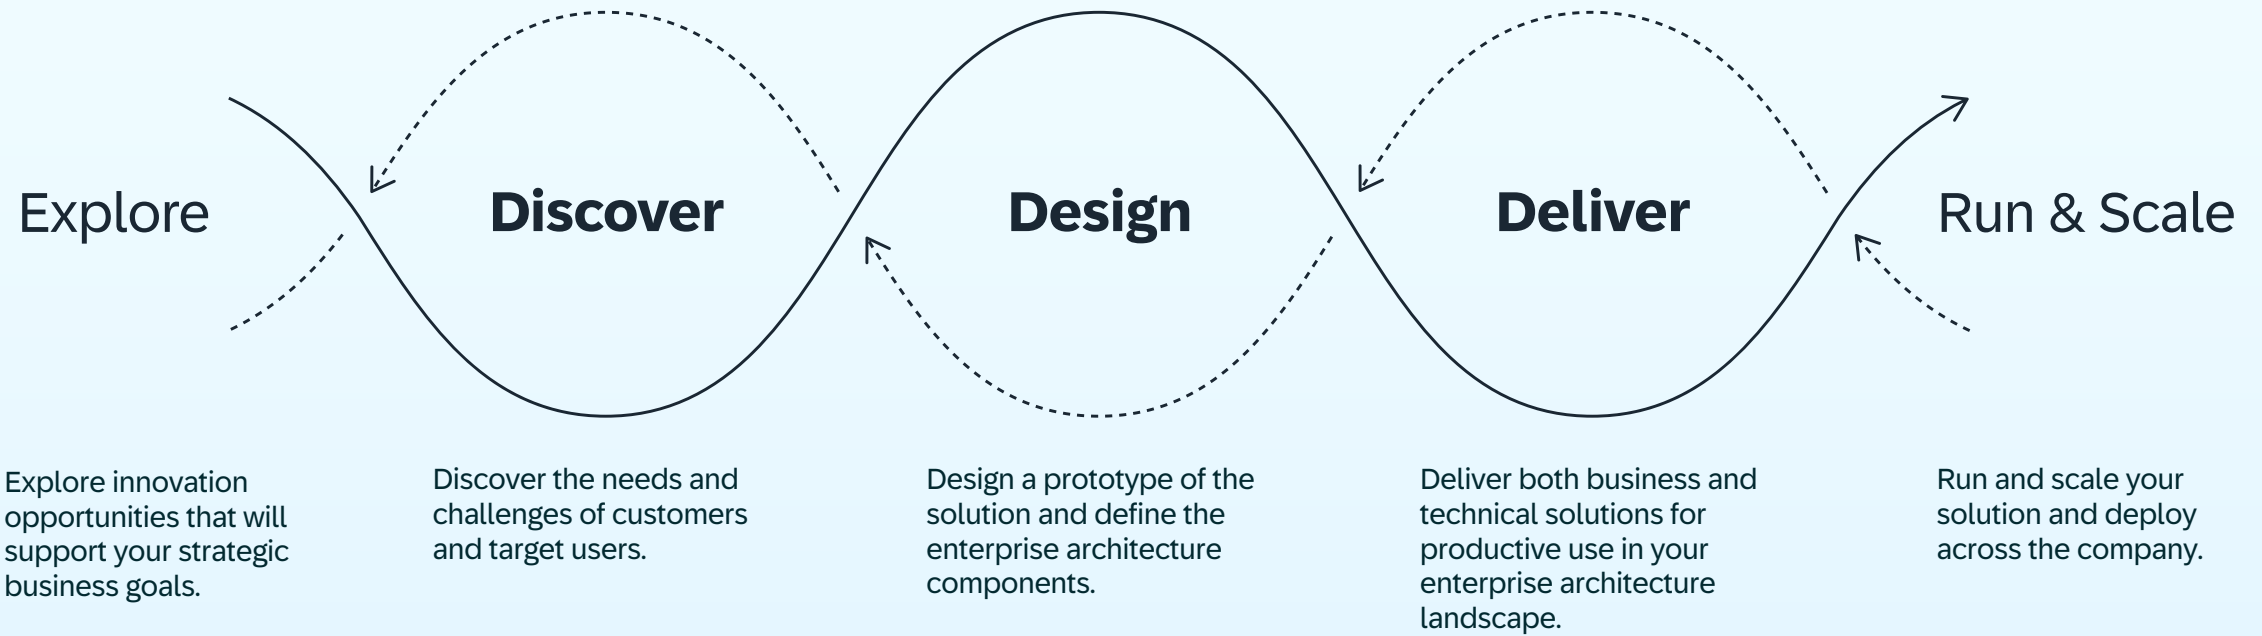 Explore
Discover
Design
Deliver
Run & Scale
Explore innovation
opportunities that will
support your strategic
business goals.
Discover the needs and
challenges of customers
and target users.
Design a prototype of the
solution and define the
enterprise architecture
components.
Deliver both business and
technical solutions for
productive use in your
enterprise architecture
landscape.
Run and scale your
solution and deploy
across the company.